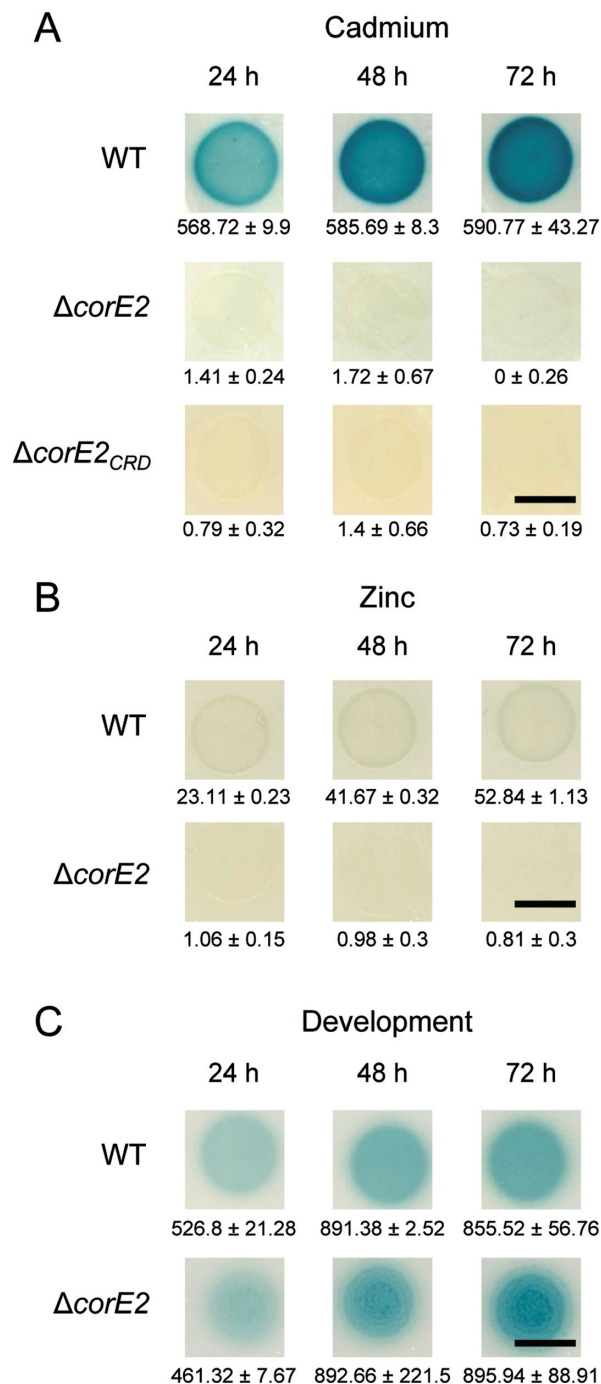 A
Cadmium
24 h 48 h 72 h
WT
568.72 ± 9.9 585.69 ± 8.3 590.77 ± 43.27
ΔcorE2
1.41 ± 0.24 1.72 ± 0.67 0 ± 0.26
ΔcorE2CRD
0.79 ± 0.32 1.4 ± 0.66 0.73 ± 0.19
B
Zinc
24 h 48 h 72 h
WT
23.11 ± 0.23 41.67 ± 0.32 52.84 ± 1.13
ΔcorE2
1.06 ± 0.15 0.98 ± 0.3 0.81 ± 0.3
C
Development
24 h 48 h 72 h
WT
526.8 ± 21.28 891.38 ± 2.52 855.52 ± 56.76
ΔcorE2
461.32 ± 7.67 892.66 ± 221.5 895.94 ± 88.91